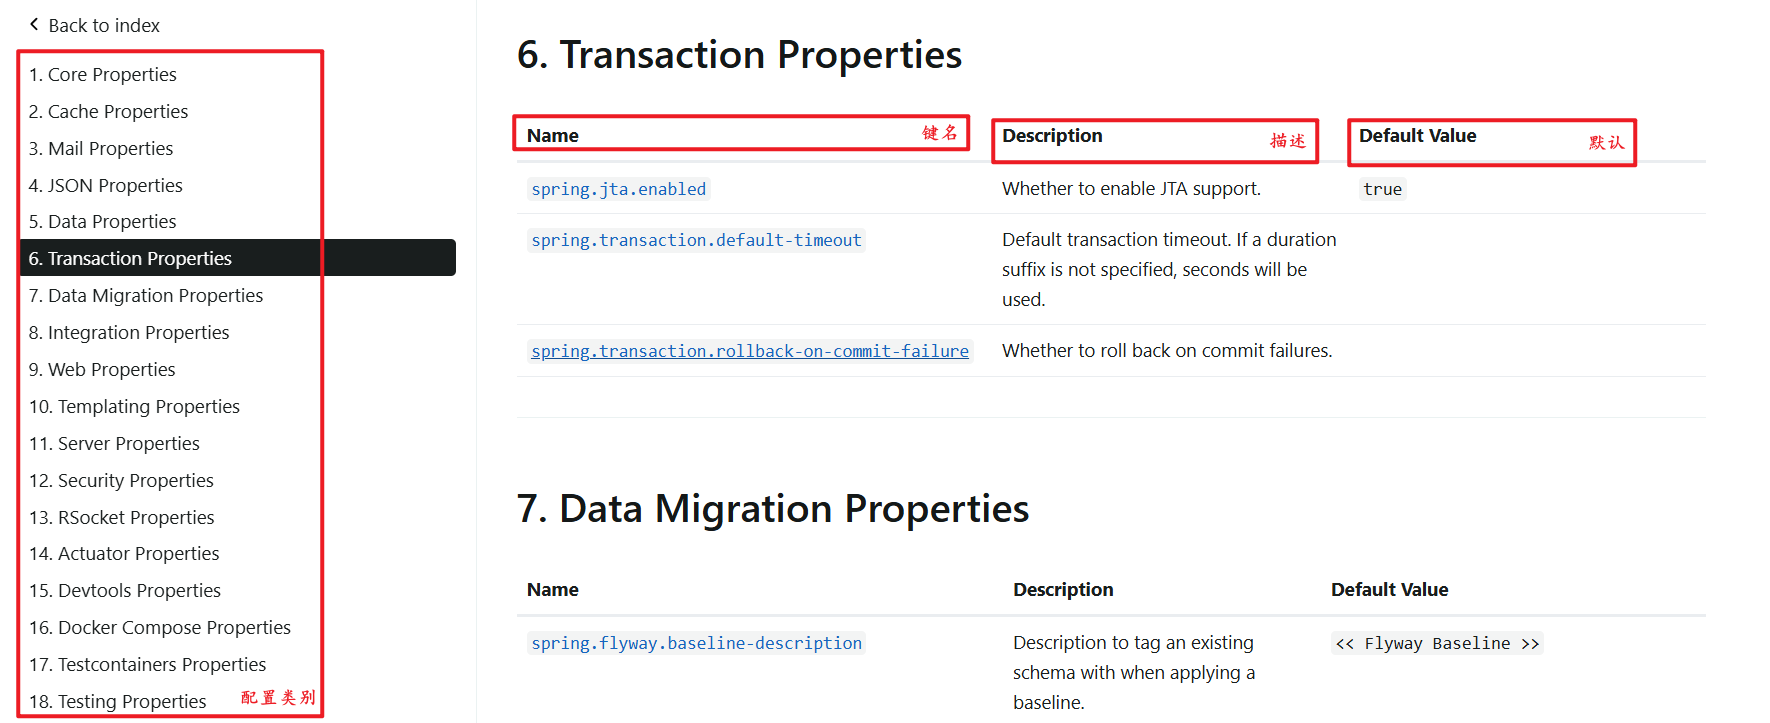 Back to index
1. Core Properties
2. Cache Properties
3. Mail Properties
4. JSON Properties
5. Data Properties
6. Transaction Properties
7. Data Migration Properties
8. Integration Properties
9. Web Properties
10. Templating Properties
11. Server Properties
12. Security Properties
13. RSocket Properties
14. Actuator Properties
15. Devtools Properties
16. Docker Compose Properties
17. Testcontainers Properties
18. Testing Properties 配置类别
6. Transaction Properties
Name 键名 Description 描述 Default Value 默认
spring.jta.enabled Whether to enable JTA support. true
spring.transaction.default-timeout Default transaction timeout. If a duration
suffix is not specified, seconds will be
used.
spring.transaction.rollback-on-commit-failure Whether to roll back on commit failures.
7. Data Migration Properties
Name Description Default Value
spring.flyway.baseline-description Description to tag an existing << Flyway Baseline >>
schema with when applying a
baseline.